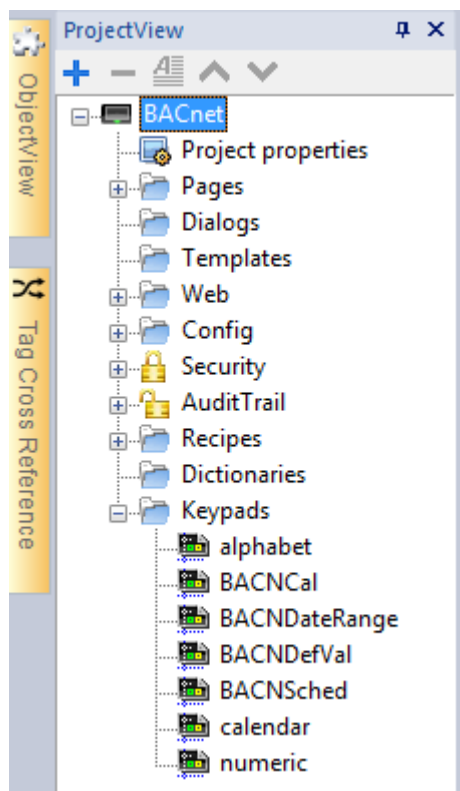 ProjectView
ObjectView
Tag Cross Reference
BACnet
Project properties
Pages
Dialogs
Templates
Web
Config
Security
AuditTrail
Recipes
Dictionaries
Keypads
alphabet
BACNCal
BACNDateRange
BACNDefVal
BACNSched
calendar
numeric